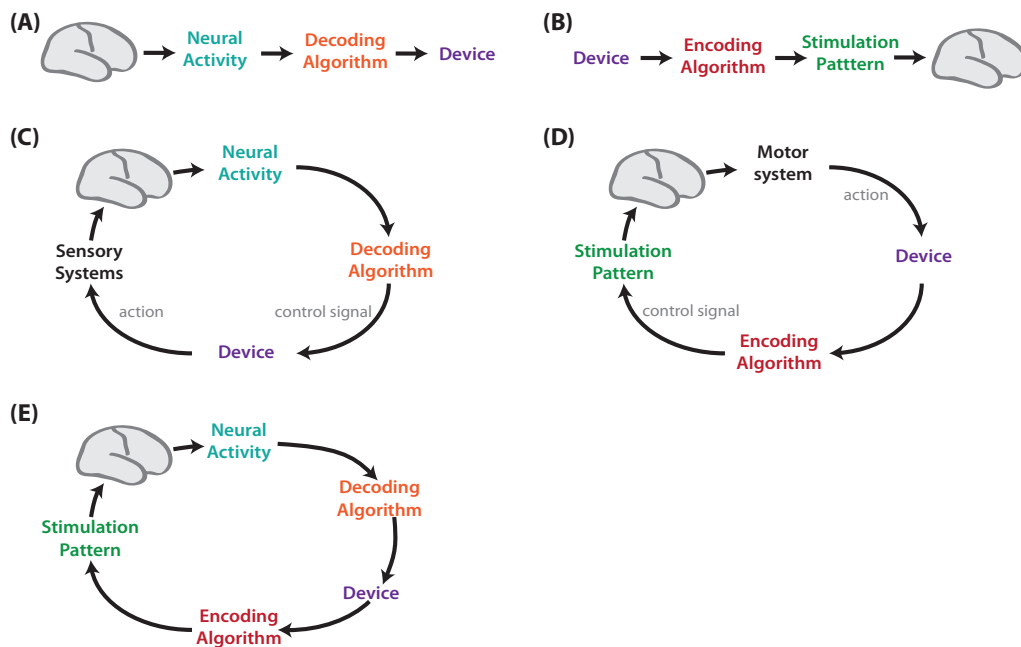 (A)
Neural
Activity
Decoding
Algorithm
Device
(B)
Device
Encoding
Algorithm
Stimulation
Patttern
(C)
Neural
Activity
Decoding
Algorithm
control signal
Device
action
Sensory
Systems
(D)
Motor
system
action
Device
Encoding
Algorithm
control signal
Stimulation
Pattern
(E)
Neural
Activity
Decoding
Algorithm
Device
Encoding
Algorithm
Stimulation
Pattern